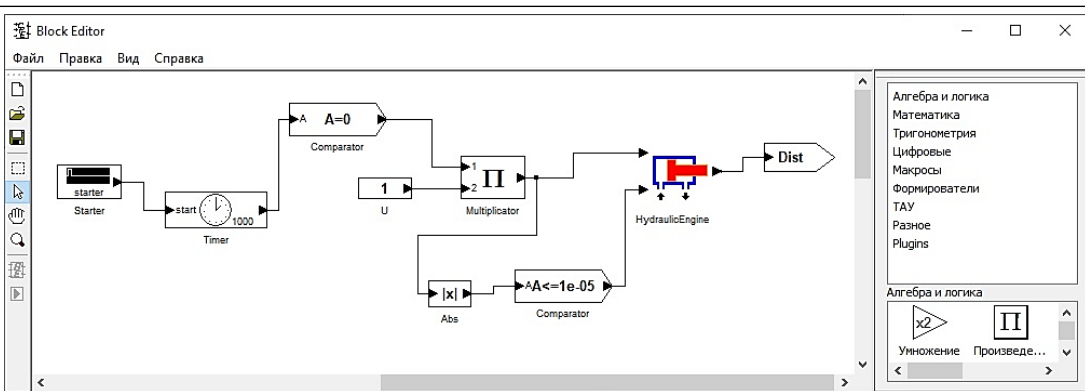 Block Editor
Файл Правка Вид Справка
A A=0
Comparator
starter
Starter
start 1000
Timer
1
U
1
2 П
Multiplicator
HydraulicEngine
Dist
|x|
Abs
A A<=1e-05
Comparator
Алгебра и логика
Математика
Тригонометрия
Цифровые
Макросы
Формирователи
ТАУ
Разное
Plugins
Алгебра и логика
x2 П
Умножение Произведе...